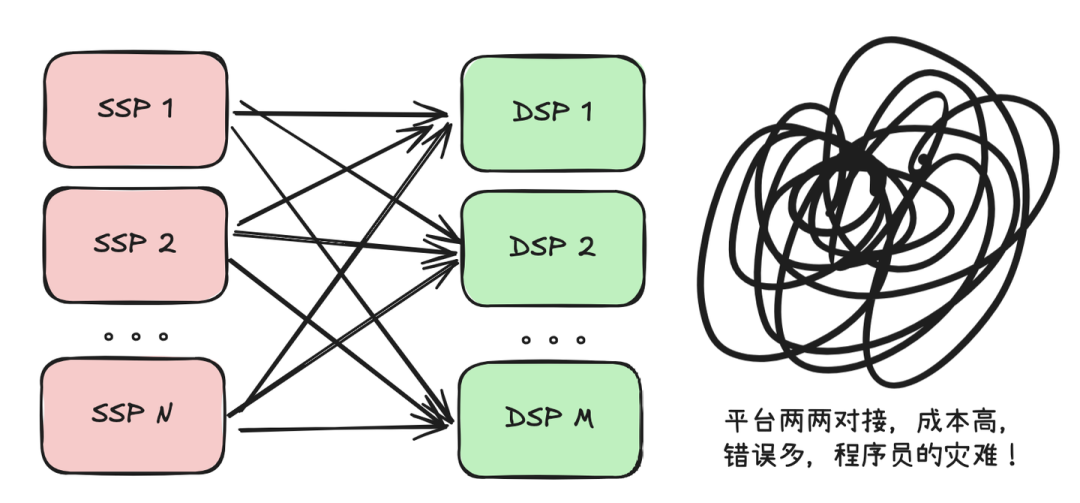 SSP 1
DSP 1
SSP 2
DSP 2
SSP N
DSP M
平台两两对接，成本高，
错误多，程序员的灾难！